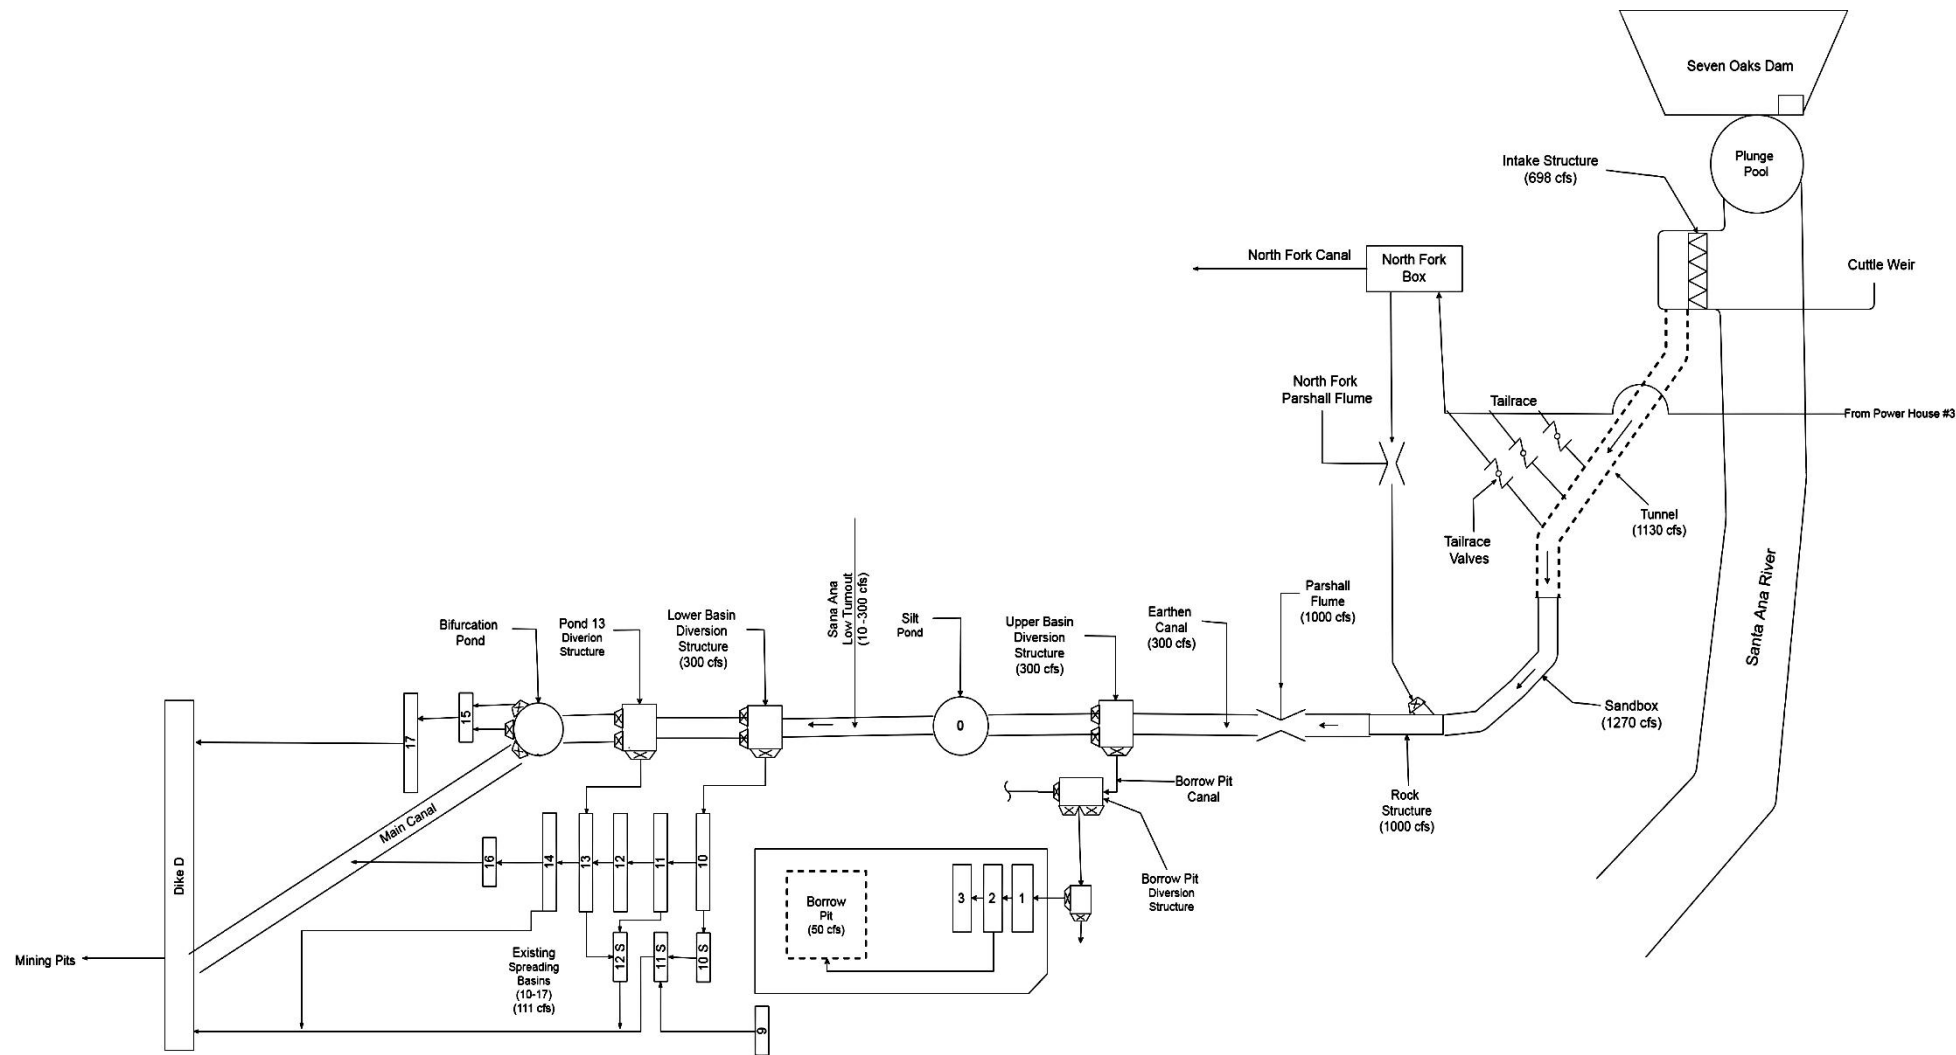 Seven Oaks Dam
Plunge
Pool
Intake Structure
(698 cfs)
Cuttle Weir
North Fork Canal
North Fork
Box
North Fork
Parshall Flume
Tailrace
From Power House #3
Tunnel
(1130 cfs)
Tailrace
Valves
Santa Ana River
Sandbox
(1270 cfs)
Parshall
Flume
(1000 cfs)
Rock
Structure
(1000 cfs)
Earthen
Canal
(300 cfs)
Upper Basin
Diversion
Structure
(300 cfs)
Silt
Pond
0
Sana Ana
Low Turnout
(10 -300 cfs)
Lower Basin
Diversion
Structure
(300 cfs)
Pond 13
Diverion
Structure
Bifurcation
Pond
15
17
Dike D
Main Canal
Mining Pits
16
14
13
12
11
10
12 S
11 S
10 S
9
Existing
Spreading
Basins
(10-17)
(111 cfs)
Borrow Pit
Canal
Borrow Pit
Diversion
Structure
Borrow
Pit
(50 cfs)
3
2
1